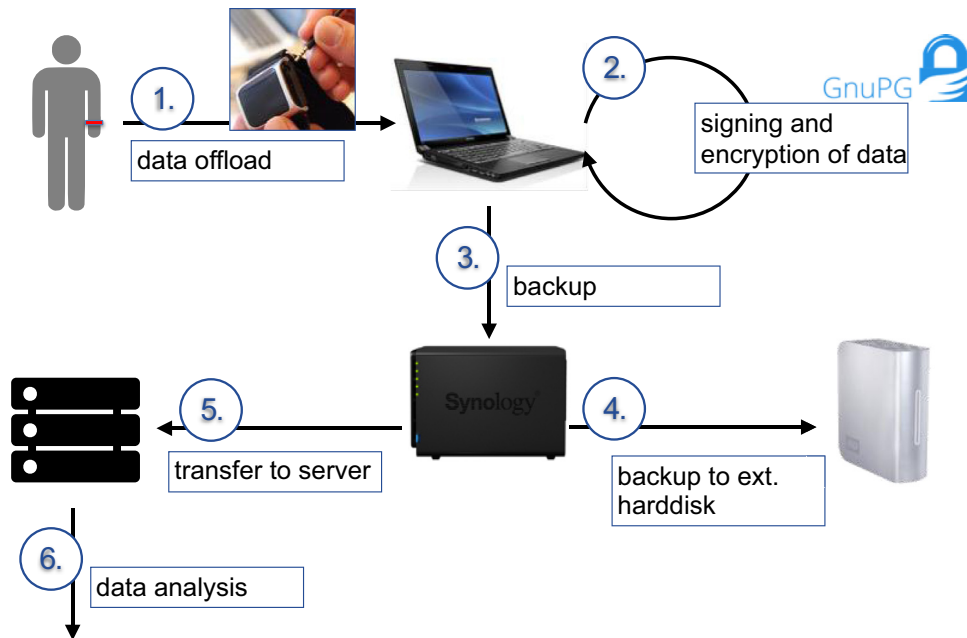 1.
data offload
2.
GnuPG
signing and
encryption of data
3.
backup
Synology
4.
backup to ext.
harddisk
5.
transfer to server
6.
data analysis